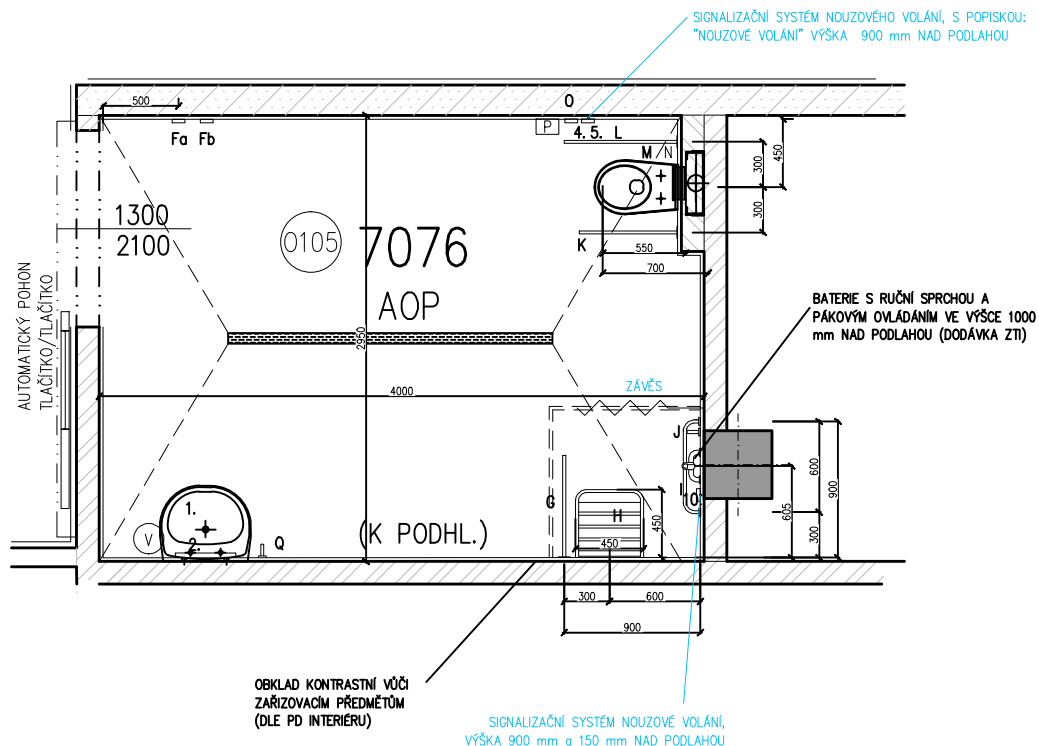 SIGNALIZAČNÍ SYSTÉM NOUZOVÉHO VOLÁNÍ, S POPISKOU:
"NOUZOVÉ VOLÁNÍ" VÝŠKA 900 mm NAD PODLAHOU
500
Fa Fb
O
P
4. 5. L
M/N
300
450
300
K
550
700
1300
2100
0105
7076
AOP
2950
AUTOMATICKÝ POHON
TLAČÍTKO/TLAČÍTKO
BATERIE S RUČNÍ SPRCHOU A
PÁKOVÝM OVLÁDÁNÍM VE VÝŠCE 1000
mm NAD PODLAHOU (DODÁVKA ZTI)
4000
ZÁVĚS
J
I
10.
G
H
450
450
600
605
900
300
1.
2.
V
Q
(K PODHL.)
300
600
900
OBKLAD KONTRASTNÍ VŮČI
ZAŘIZOVACÍM PŘEDMĚTŮM
(DLE PD INTERIÉRU)
SIGNALIZAČNÍ SYSTÉM NOUZOVÉ VOLÁNÍ,
VÝŠKA 900 mm a 150 mm NAD PODLAHOU